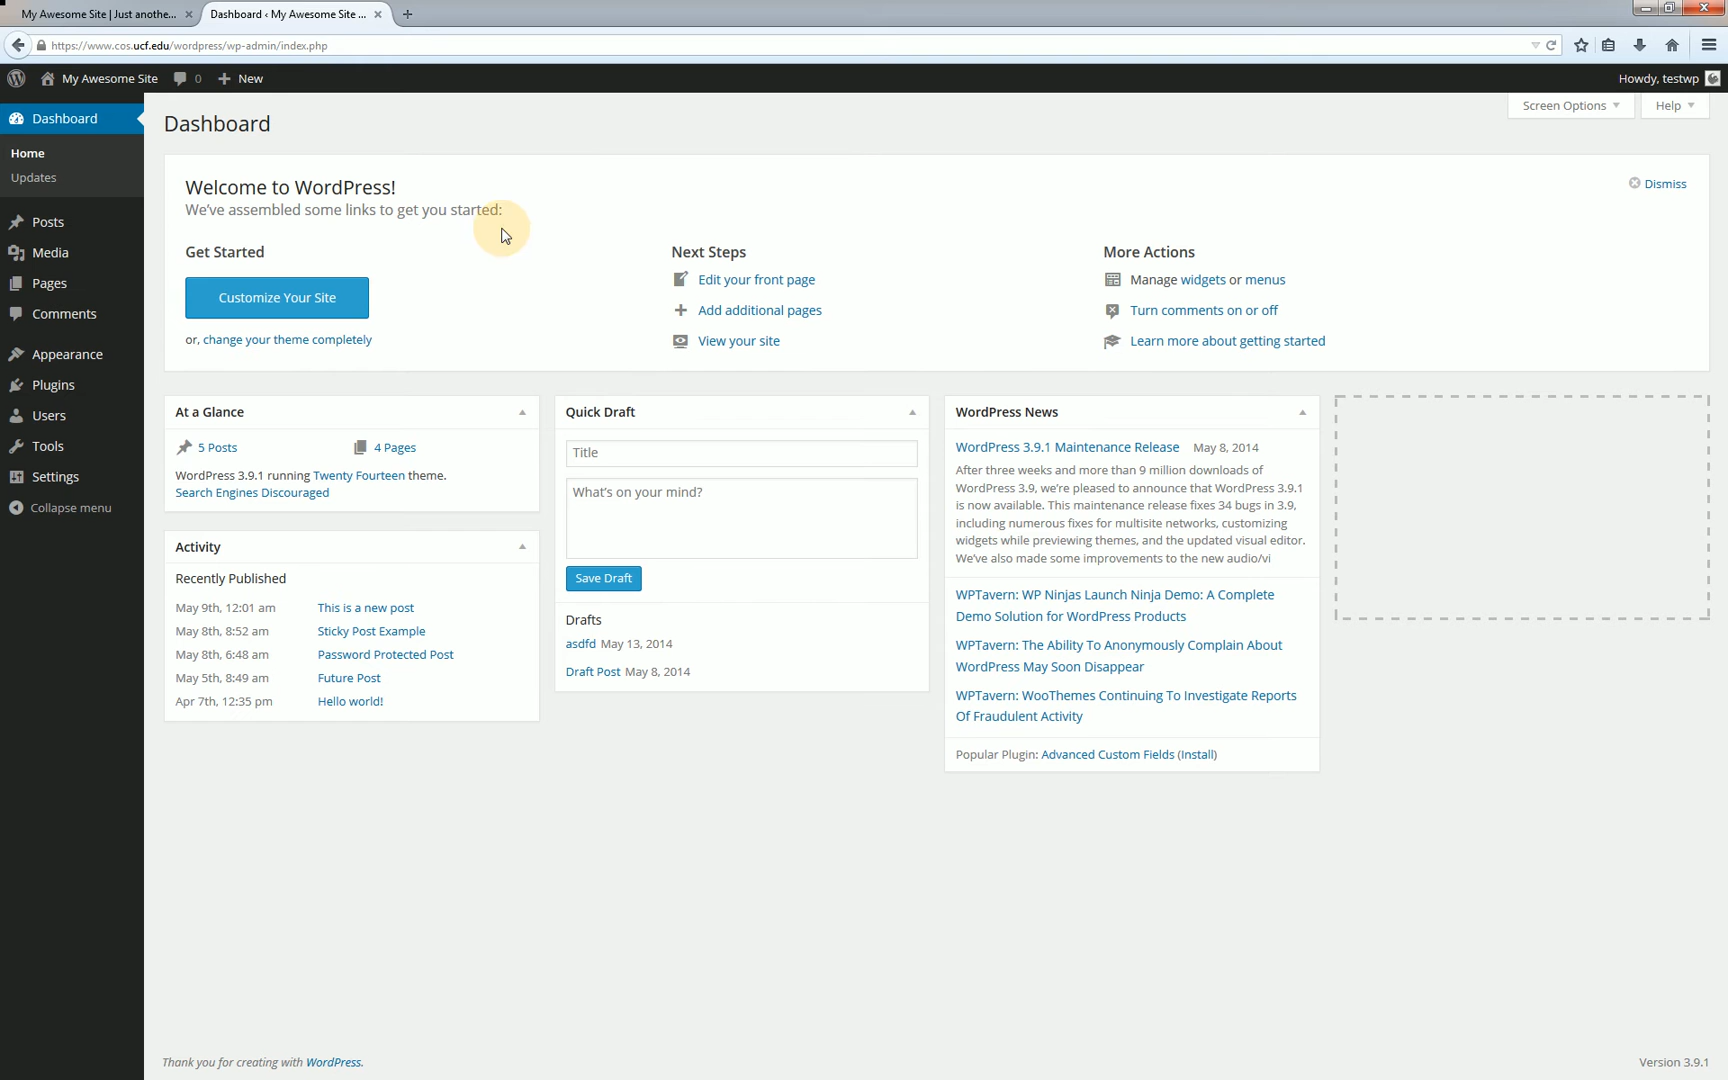 My Awesome Site | Just anothe...
Dashboard ‹ My Awesome Site ...
https://www.cos.ucf.edu/wordpress/wp-admin/index.php
My Awesome Site
0
New
Howdy, testwp
Dashboard
Home
Updates
Posts
Media
Pages
Comments
Appearance
Plugins
Users
Tools
Settings
Collapse menu
Dashboard
Screen Options
Help
Welcome to WordPress!
We've assembled some links to get you started:
Dismiss
Get Started
Customize Your Site
or, change your theme completely
Next Steps
Edit your front page
Add additional pages
View your site
More Actions
Manage widgets or menus
Turn comments on or off
Learn more about getting started
At a Glance
5 Posts
4 Pages
WordPress 3.9.1 running Twenty Fourteen theme.
Search Engines Discouraged
Activity
Recently Published
May 9th, 12:01 am This is a new post
May 8th, 8:52 am Sticky Post Example
May 8th, 6:48 am Password Protected Post
May 5th, 8:49 am Future Post
Apr 7th, 12:35 pm Hello world!
Quick Draft
Title
What's on your mind?
Save Draft
Drafts
asdfd May 13, 2014
Draft Post May 8, 2014
WordPress News
WordPress 3.9.1 Maintenance Release May 8, 2014
After three weeks and more than 9 million downloads of
WordPress 3.9, we're pleased to announce that WordPress 3.9.1
is now available. This maintenance release fixes 34 bugs in 3.9,
including numerous fixes for multisite networks, customizing
widgets while previewing themes, and the updated visual editor.
We've also made some improvements to the new audio/vi
WPTavern: WP Ninjas Launch Ninja Demo: A Complete
Demo Solution for WordPress Products
WPTavern: The Ability To Anonymously Complain About
WordPress May Soon Disappear
WPTavern: WooThemes Continuing To Investigate Reports
Of Fraudulent Activity
Popular Plugin: Advanced Custom Fields (Install)
Thank you for creating with WordPress.
Version 3.9.1